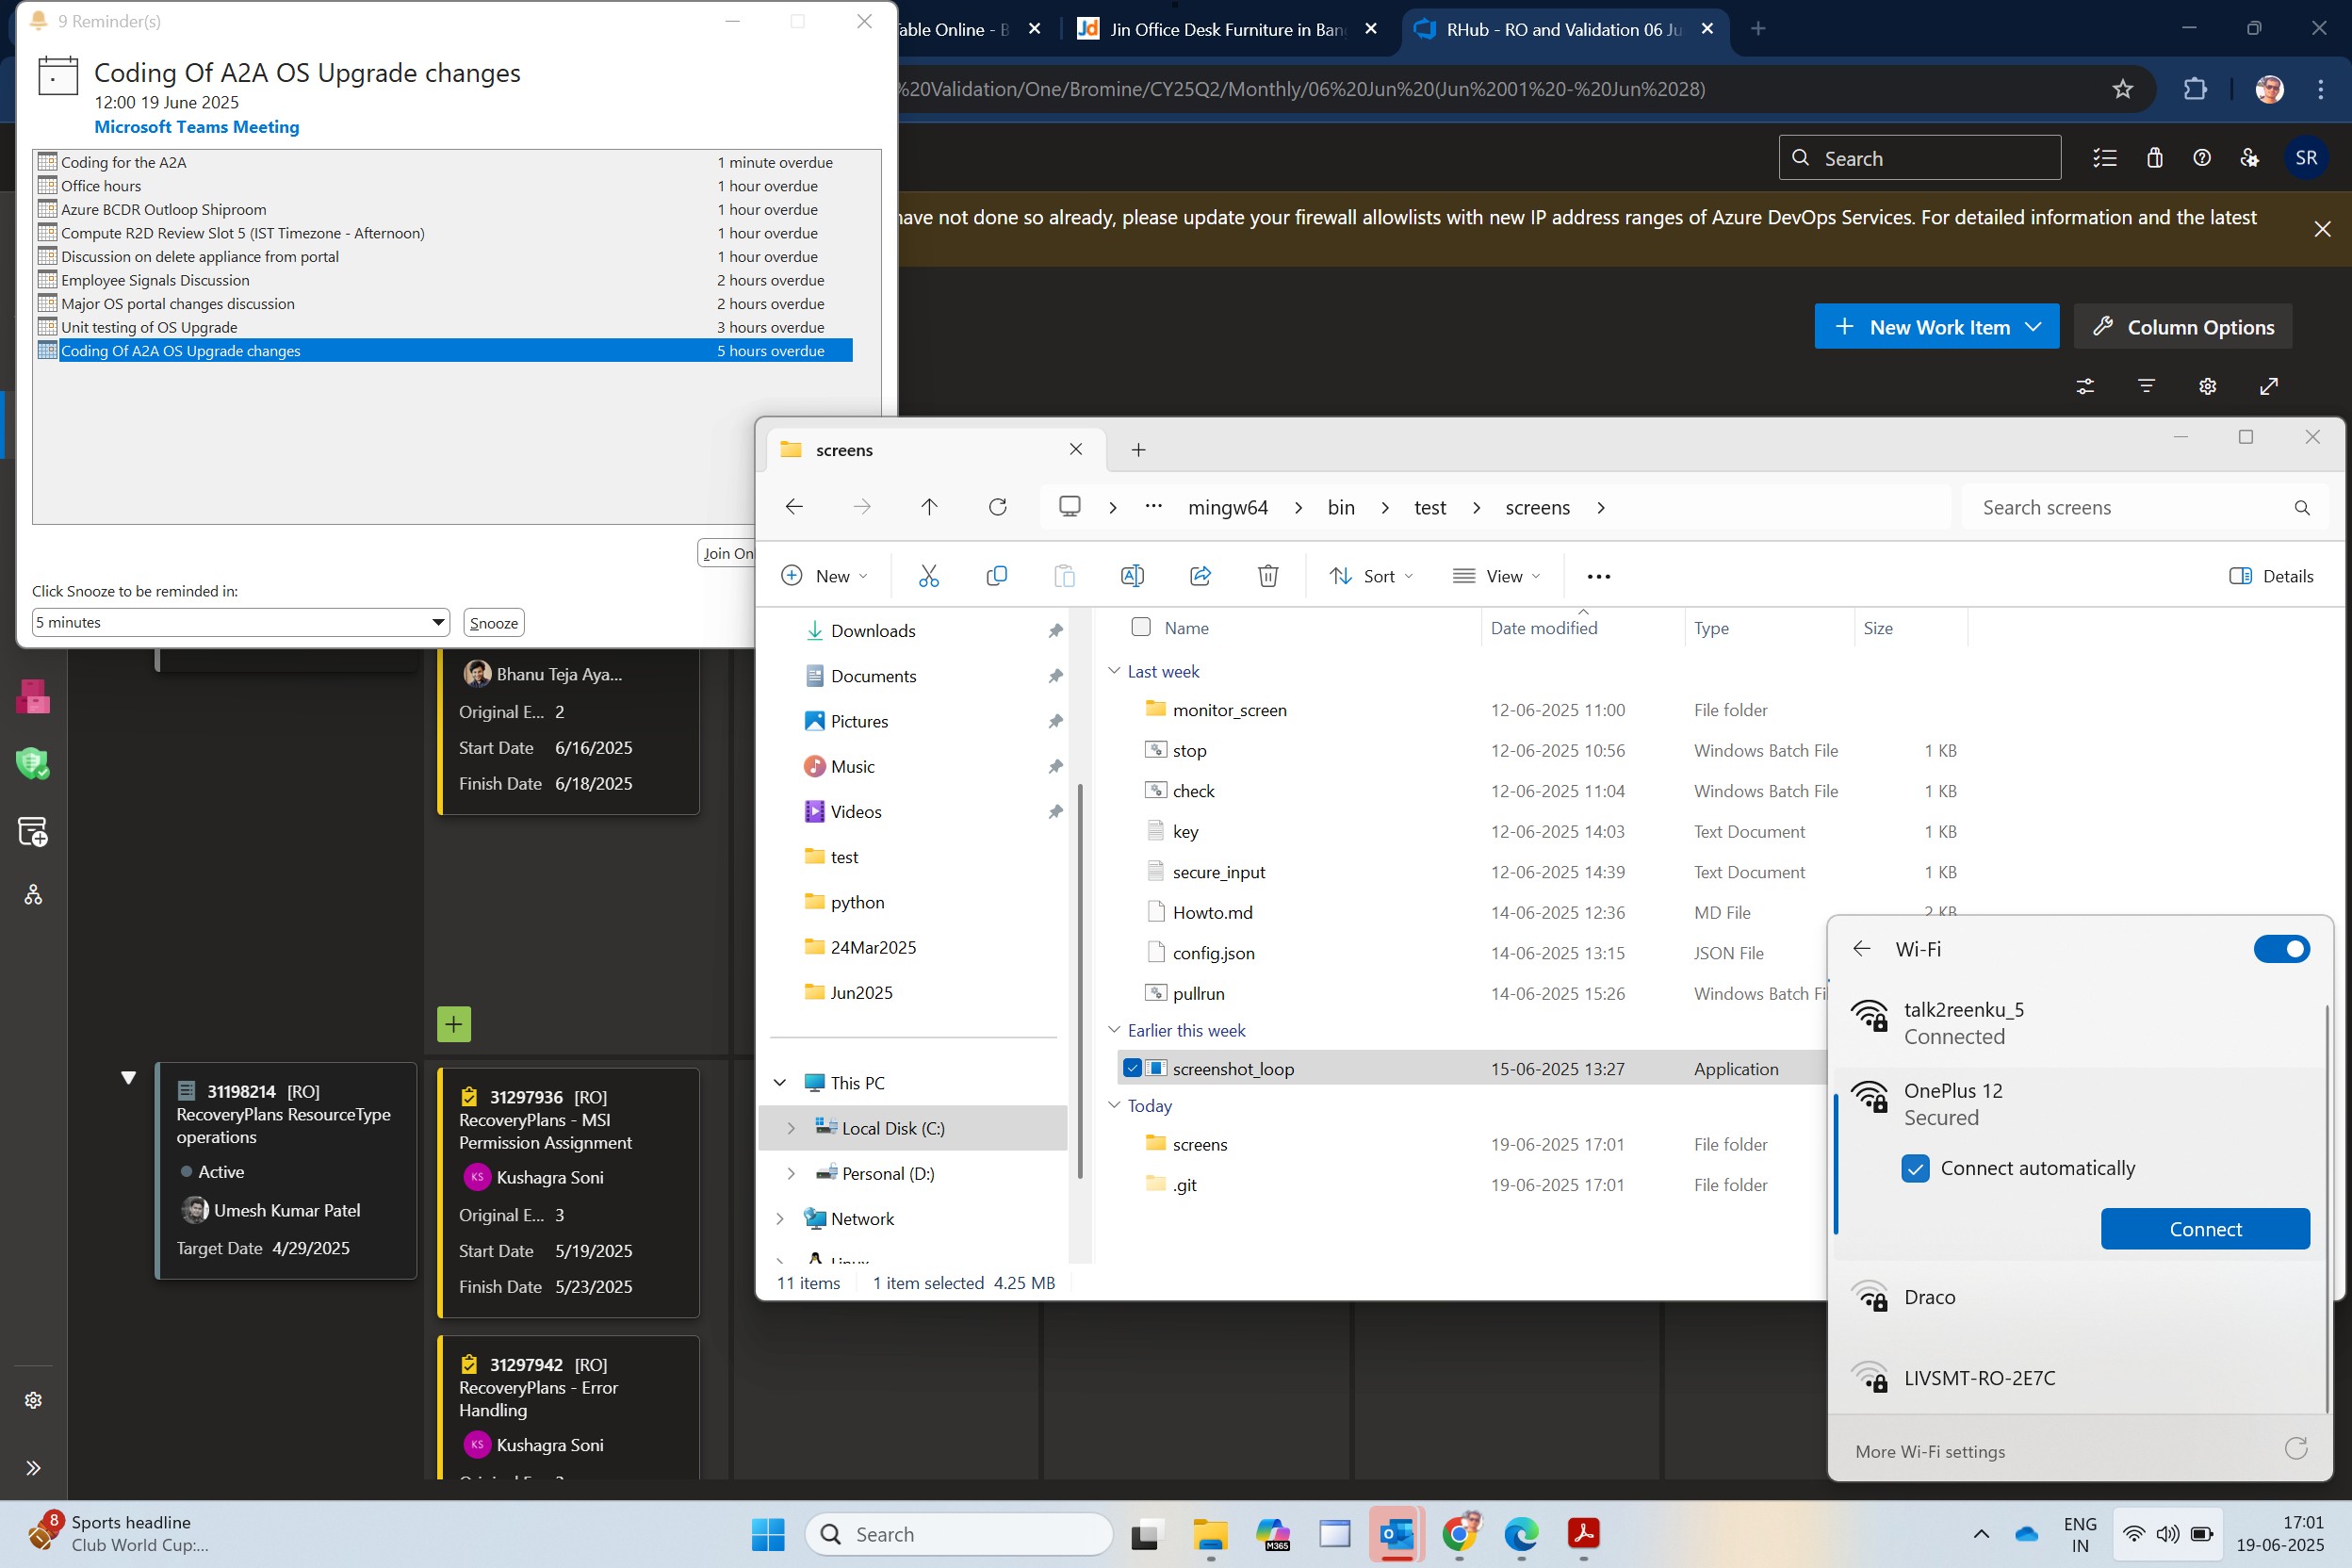 9 Reminder(s)
Coding Of A2A OS Upgrade changes
12:00 19 June 2025
Microsoft Teams Meeting
Coding for the A2A 1 minute overdue
Office hours 1 hour overdue
Azure BCDR Outloop Shiproom 1 hour overdue
Compute R2D Review Slot 5 (IST Timezone - Afternoon) 1 hour overdue
Discussion on delete appliance from portal 1 hour overdue
Employee Signals Discussion 2 hours overdue
Major OS portal changes discussion 2 hours overdue
Unit testing of OS Upgrade 3 hours overdue
Coding Of A2A OS Upgrade changes 5 hours overdue
Join On
Click Snooze to be reminded in:
5 minutes Snooze
able Online - B
Jd Jin Office Desk Furniture in Ban
RHub - RO and Validation 06 Ju
%20Validation/One/Bromine/CY25Q2/Monthly/06%20Jun%20(Jun%2001%20-%20Jun%2028)
Search
SR
have not done so already, please update your firewall allowlists with new IP address ranges of Azure DevOps Services. For detailed information and the latest
New Work Item Column Options
screens
mingw64 > bin > test > screens > Search screens
New Sort View ... Details
Downloads
Documents
Pictures
Music
Videos
test
python
24Mar2025
Jun2025
This PC
Local Disk (C:)
Personal (D:)
Network
Linux
Name Date modified Type Size
Last week
monitor_screen 12-06-2025 11:00 File folder
stop 12-06-2025 10:56 Windows Batch File 1 KB
check 12-06-2025 11:04 Windows Batch File 1 KB
key 12-06-2025 14:03 Text Document 1 KB
secure_input 12-06-2025 14:39 Text Document 1 KB
Howto.md 14-06-2025 12:36 MD File 2 KB
config.json 14-06-2025 13:15 JSON File
pullrun 14-06-2025 15:26 Windows Batch Fi
Earlier this week
screenshot_loop 15-06-2025 13:27 Application
Today
screens 19-06-2025 17:01 File folder
.git 19-06-2025 17:01 File folder
11 items 1 item selected 4.25 MB
Wi-Fi
talk2reenku_5
Connected
OnePlus 12
Secured
Connect automatically
Connect
Draco
LIVSMT-RO-2E7C
More Wi-Fi settings
Bhanu Teja Aya...
Original E... 2
Start Date 6/16/2025
Finish Date 6/18/2025
31198214 [RO]
RecoveryPlans ResourceType
operations
Active
Umesh Kumar Patel
Target Date 4/29/2025
31297936 [RO]
RecoveryPlans - MSI
Permission Assignment
KS Kushagra Soni
Original E... 3
Start Date 5/19/2025
Finish Date 5/23/2025
31297942 [RO]
RecoveryPlans - Error
Handling
KS Kushagra Soni
8
Sports headline
Club World Cup:...
Search
M365
ENG
IN
17:01
19-06-2025